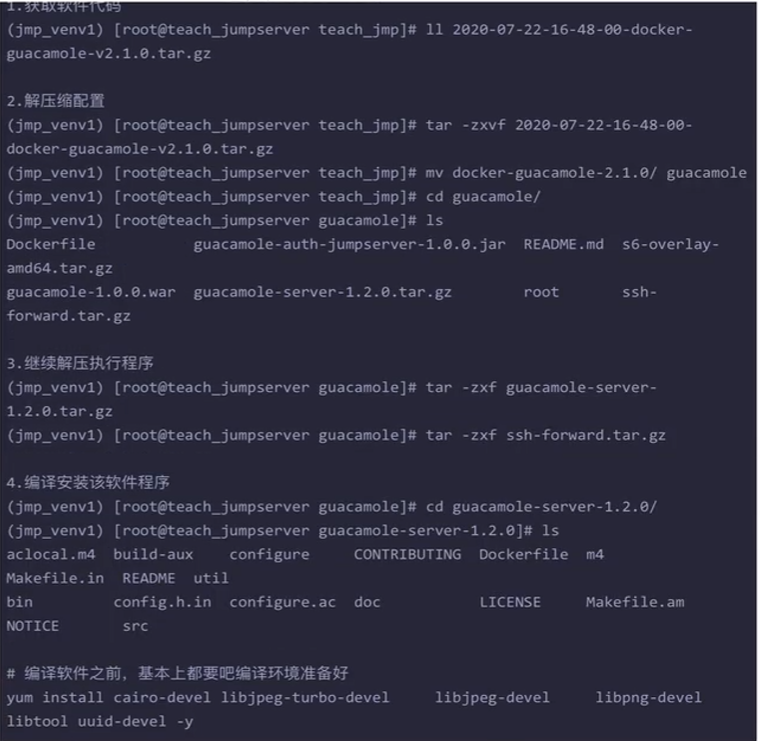 1.获取软件代码
(jmp_venv1) [root@teach_jumpserver teach_jmp]# ll 2020-07-22-16-48-00-docker-
guacamole-v2.1.0.tar.gz
2.解压缩配置
(jmp_venv1) [root@teach_jumpserver teach_jmp]# tar -zxvf 2020-07-22-16-48-00-
docker-guacamole-v2.1.0.tar.gz
(jmp_venv1) [root@teach_jumpserver teach_jmp]# mv docker-guacamole-2.1.0/ guacamole
(jmp_venv1) [root@teach_jumpserver teach_jmp]# cd guacamole/
(jmp_venv1) [root@teach_jumpserver guacamole]# ls
Dockerfile guacamole-auth-jumpserver-1.0.0.jar README.md s6-overlay-
amd64.tar.gz
guacamole-1.0.0.war guacamole-server-1.2.0.tar.gz root ssh-
forward.tar.gz
3.继续解压执行程序
(jmp_venv1) [root@teach_jumpserver guacamole]# tar -zxf guacamole-server-
1.2.0.tar.gz
(jmp_venv1) [root@teach_jumpserver guacamole]# tar -zxf ssh-forward.tar.gz
4.编译安装该软件程序
(jmp_venv1) [root@teach_jumpserver guacamole]# cd guacamole-server-1.2.0/
(jmp_venv1) [root@teach_jumpserver guacamole-server-1.2.0]# ls
aclocal.m4 build-aux configure CONTRIBUTING Dockerfile m4
Makefile.in README util
bin config.h.in configure.ac doc LICENSE Makefile.am
NOTICE src
# 编译软件之前，基本上都要吧编译环境准备好
yum install cairo-devel libjpeg-turbo-devel libjpeg-devel libpng-devel
libtool uuid-devel -y